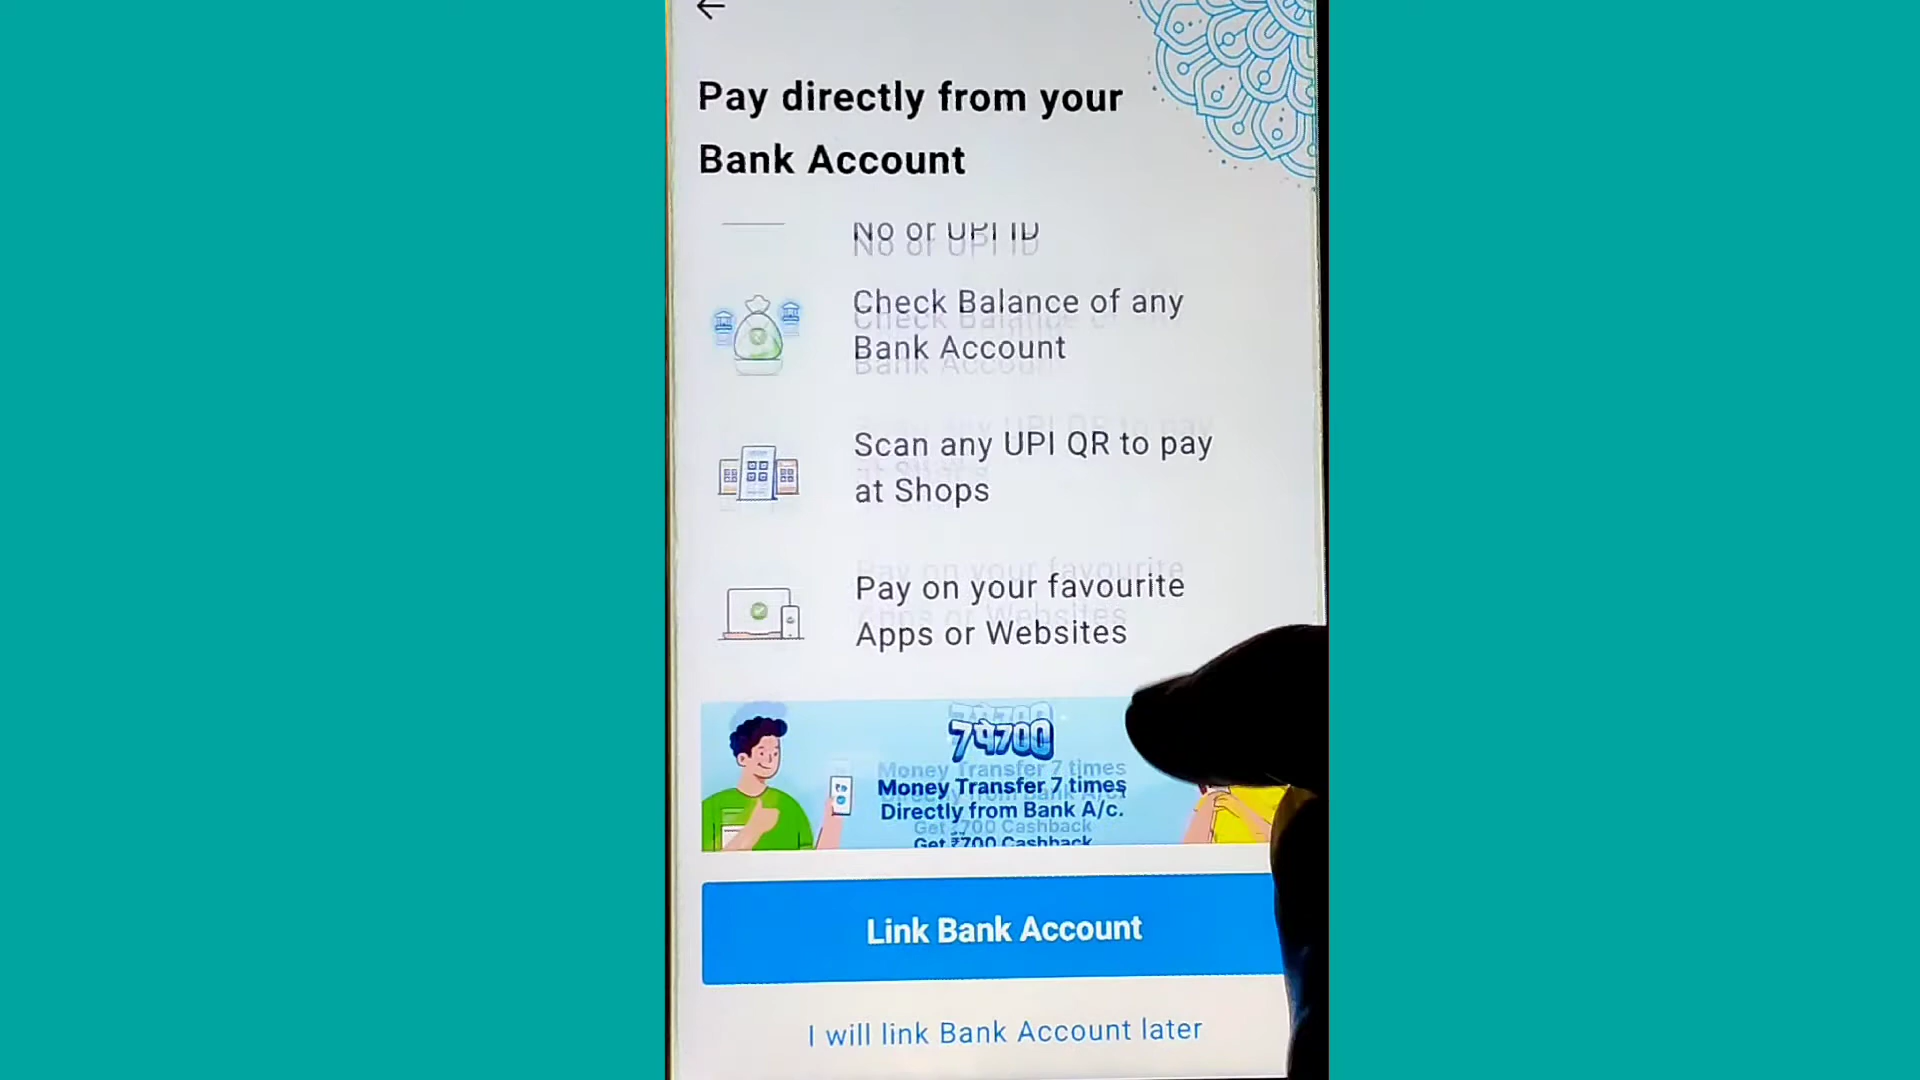 Pay directly from your
Bank Account
No or UPI ID
Check Balance of any
Bank Account
Scan any UPI QR to pay
at Shops
Pay on your favourite
Apps or Websites
Money Transfer 7 times
Directly from Bank A/c.
Get ₹700 Cashback
Link Bank Account
I will link Bank Account later